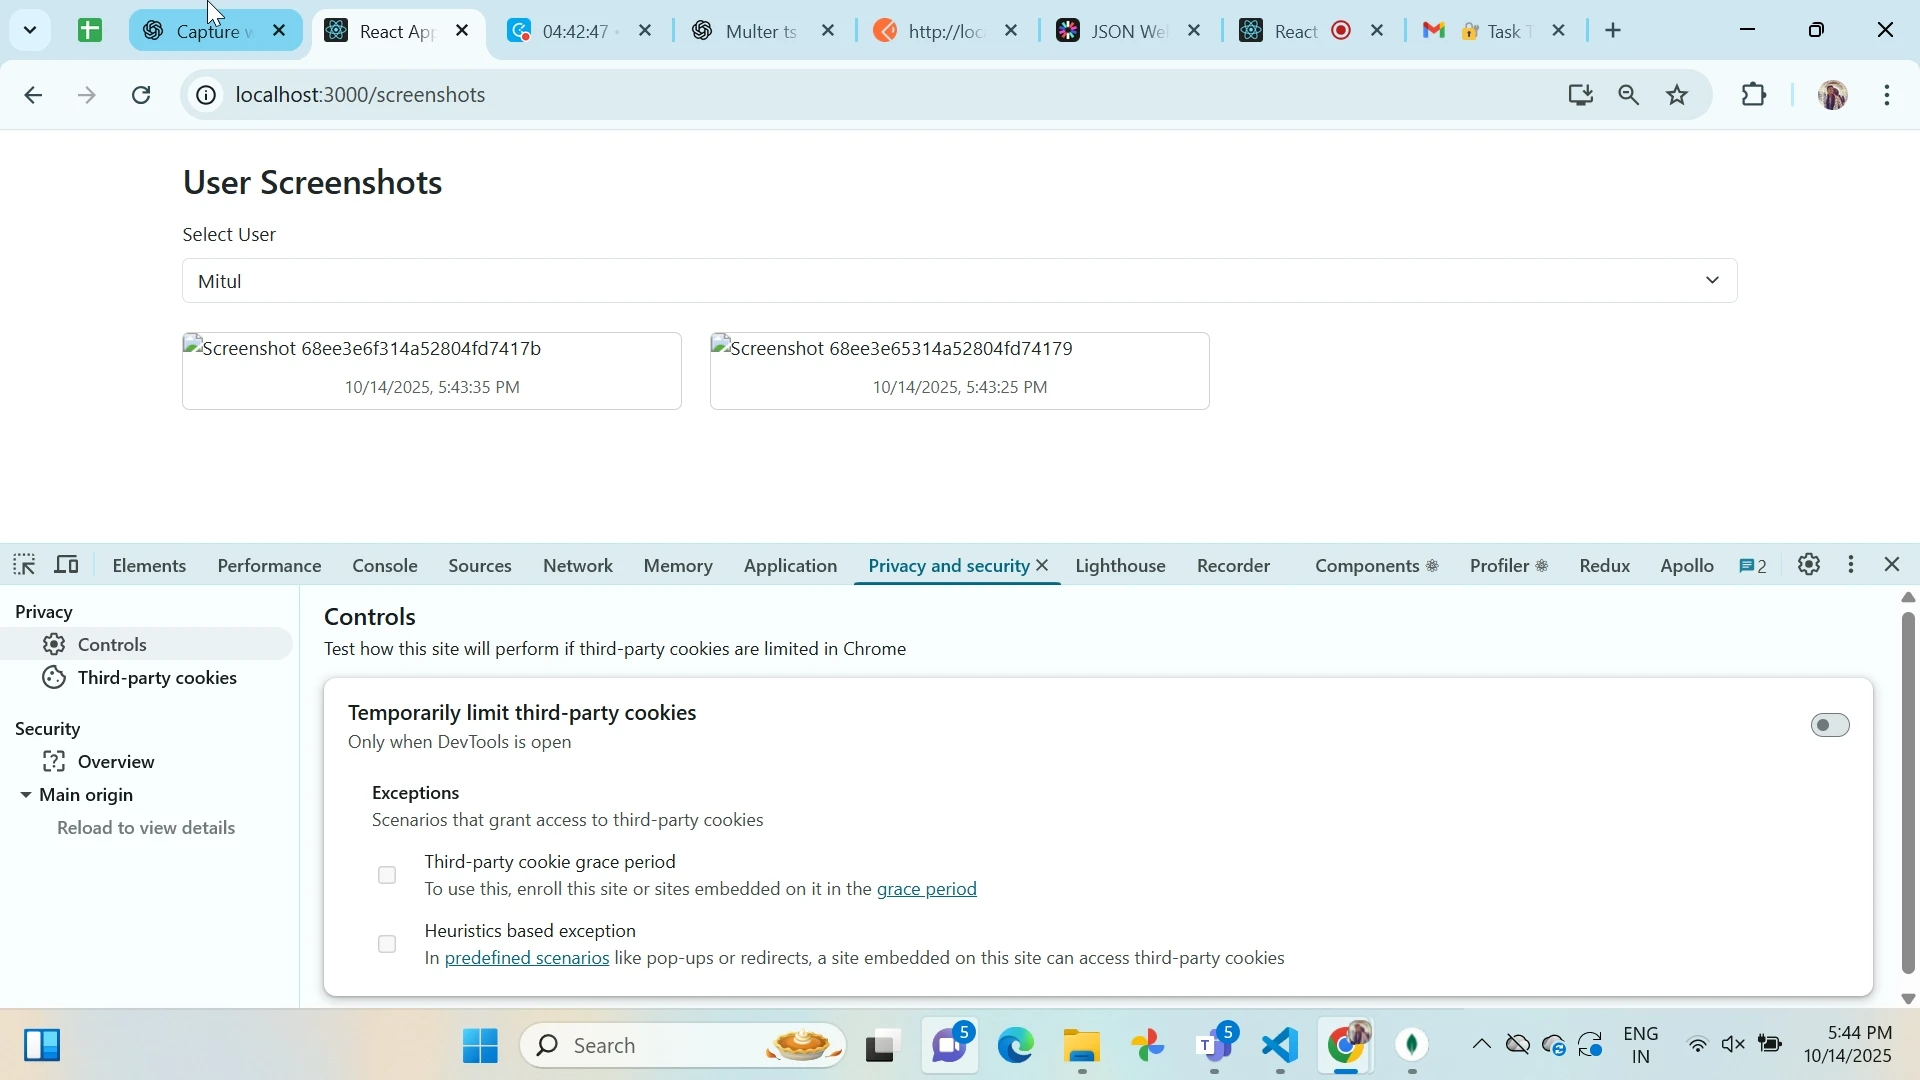 Capture w
React App
04:42:47
Multer ts
http://loc
JSON We
React
Task T
localhost:3000/screenshots
User Screenshots
Select User
Mitul
Screenshot 68ee3e6f314a52804fd7417b
10/14/2025, 5:43:35 PM
Screenshot 68ee3e65314a52804fd74179
10/14/2025, 5:43:25 PM
Elements
Performance
Console
Sources
Network
Memory
Application
Privacy and security
Lighthouse
Recorder
Components
Profiler
Redux
Apollo
2
Privacy
Controls
Third-party cookies
Security
Overview
Main origin
Reload to view details
Controls
Test how this site will perform if third-party cookies are limited in Chrome
Temporarily limit third-party cookies
Only when DevTools is open
Exceptions
Scenarios that grant access to third-party cookies
Third-party cookie grace period
To use this, enroll this site or sites embedded on it in the grace period
Heuristics based exception
In predefined scenarios like pop-ups or redirects, a site embedded on this site can access third-party cookies
Search
5
T
5
ENG
IN
5:44 PM
10/14/2025